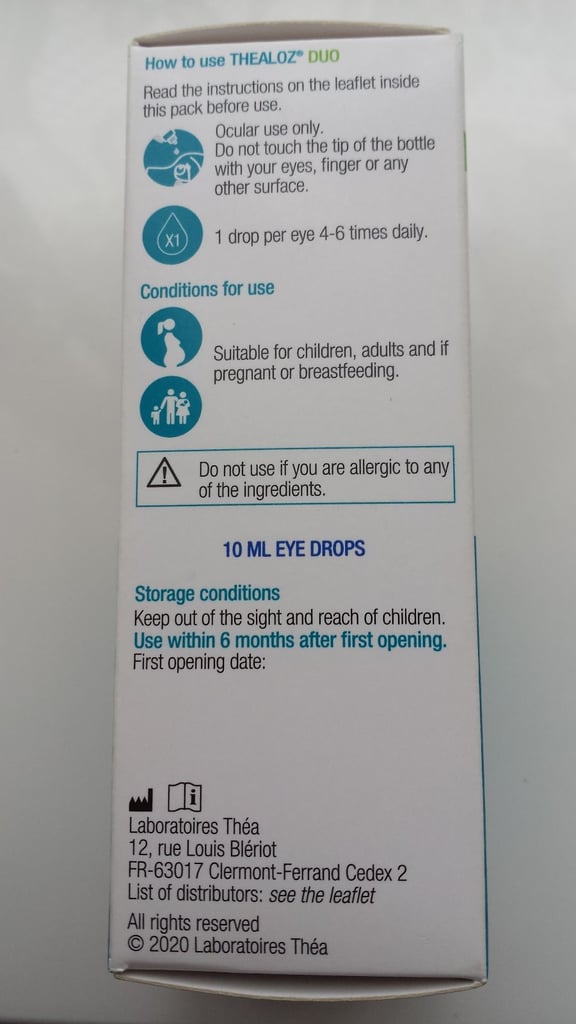 How to use THEALOZ® DUO
Read the instructions on the leaflet inside
this pack before use.
Ocular use only.
Do not touch the tip of the bottle
with your eyes, finger or any
other surface.
X1
1 drop per eye 4-6 times daily.
Conditions for use
Suitable for children, adults and if
pregnant or breastfeeding.
Do not use if you are allergic to any
of the ingredients.
10 ML EYE DROPS
Storage conditions
Keep out of the sight and reach of children.
Use within 6 months after first opening.
First opening date:
Laboratoires Théa
12, rue Louis Blériot
FR-63017 Clermont-Ferrand Cedex 2
List of distributors: see the leaflet
All rights reserved
© 2020 Laboratoires Théa